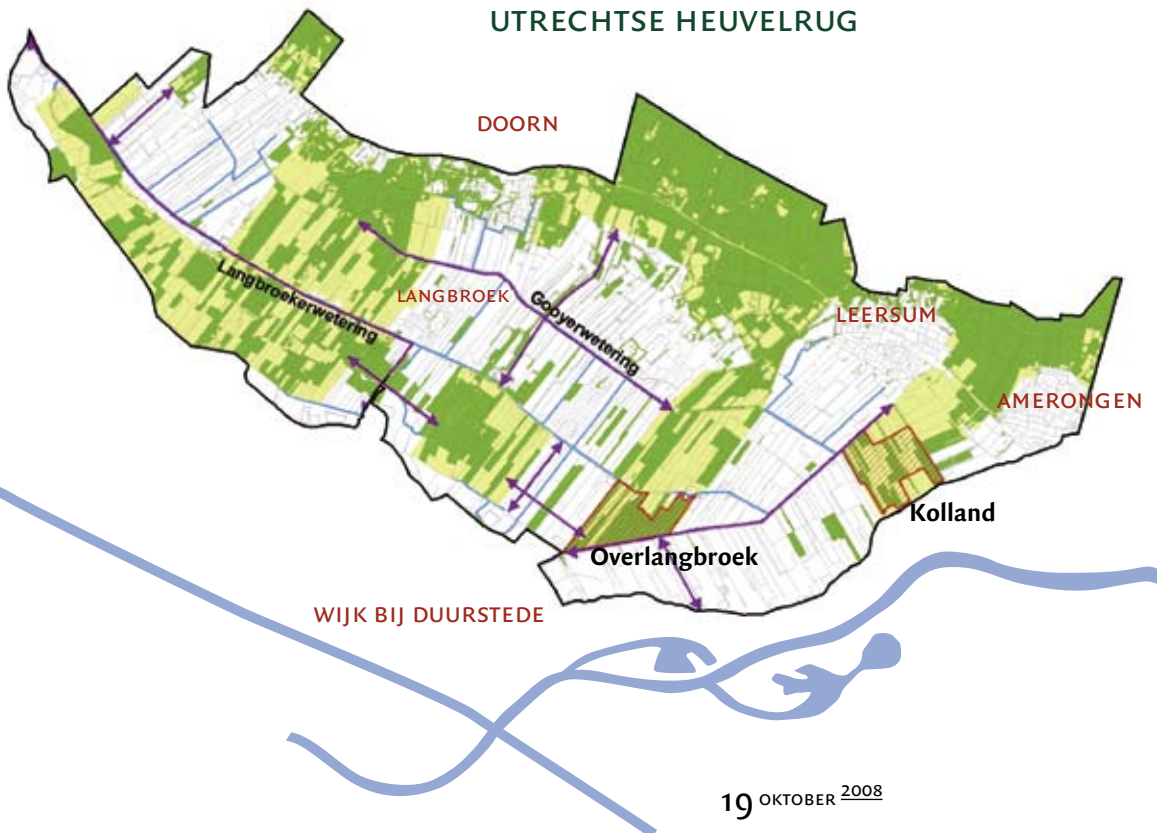 UTRECHTSE HEUVELRUG
DOORN
Langbroekerwetering
LANGBROEK
Gooyerwetering
LEERSUM
AMERONGEN
Kolland
Overlangbroek
WIJK BIJ DUURSTEDE
19 OKTOBER 2008